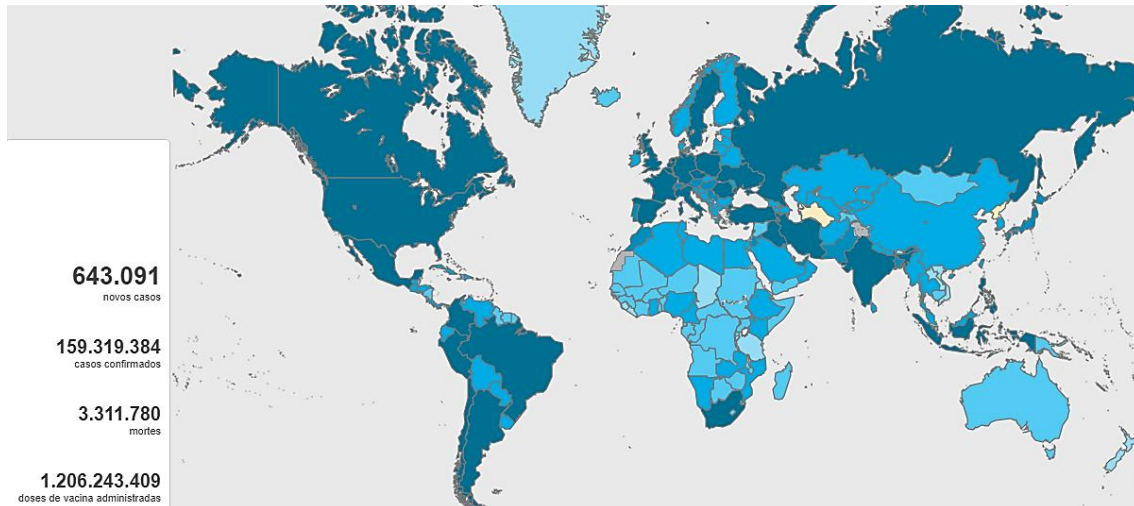 643.091
novos casos
159.319.384
casos confirmados
3.311.780
mortes
1.206.243.409
doses de vacina administradas